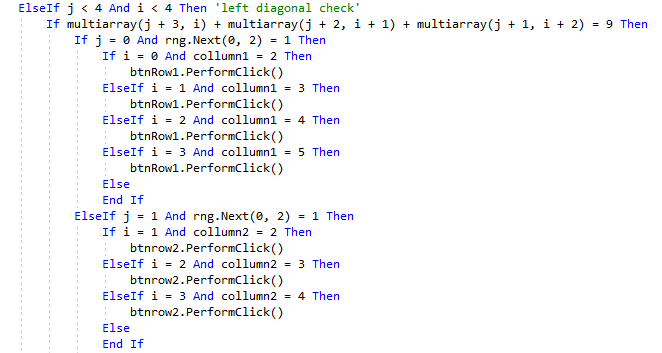 ElseIf j < 4 And i < 4 Then 'left diagonal check'
If multiarray(j + 3, i) + multiarray(j + 2, i + 1) + multiarray(j + 1, i + 2) = 9 Then
If j = 0 And rng.Next(0, 2) = 1 Then
If i = 0 And collumn1 = 2 Then
btnRow1.PerformClick()
ElseIf i = 1 And collumn1 = 3 Then
btnRow1.PerformClick()
ElseIf i = 2 And collumn1 = 4 Then
btnRow1.PerformClick()
ElseIf i = 3 And collumn1 = 5 Then
btnRow1.PerformClick()
Else
End If
ElseIf j = 1 And rng.Next(0, 2) = 1 Then
If i = 1 And collumn2 = 2 Then
btnrow2.PerformClick()
ElseIf i = 2 And collumn2 = 3 Then
btnrow2.PerformClick()
ElseIf i = 3 And collumn2 = 4 Then
btnrow2.PerformClick()
Else
End If